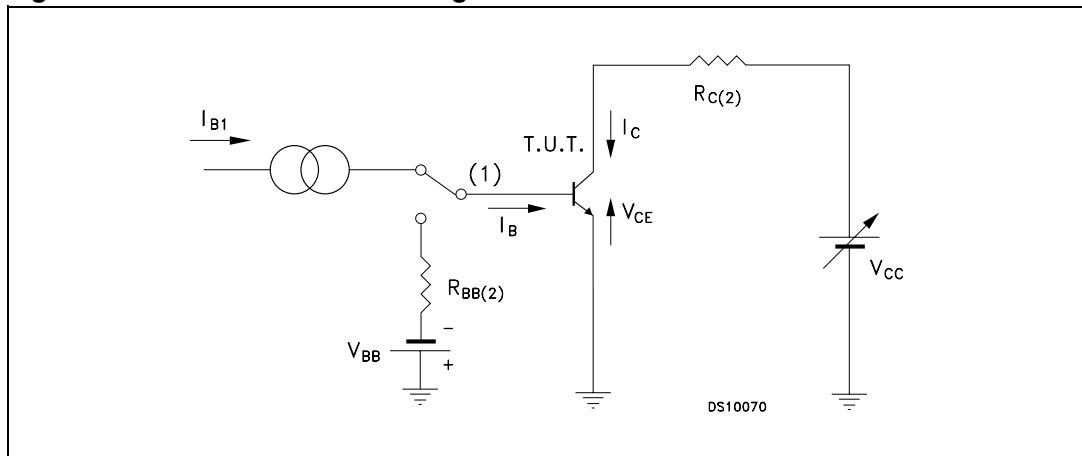 R_C(2)
I_B1
I_C
T.U.T.
(1)
V_CE
I_B
V_CC
R_BB(2)
V_BB
-
+
DS10070